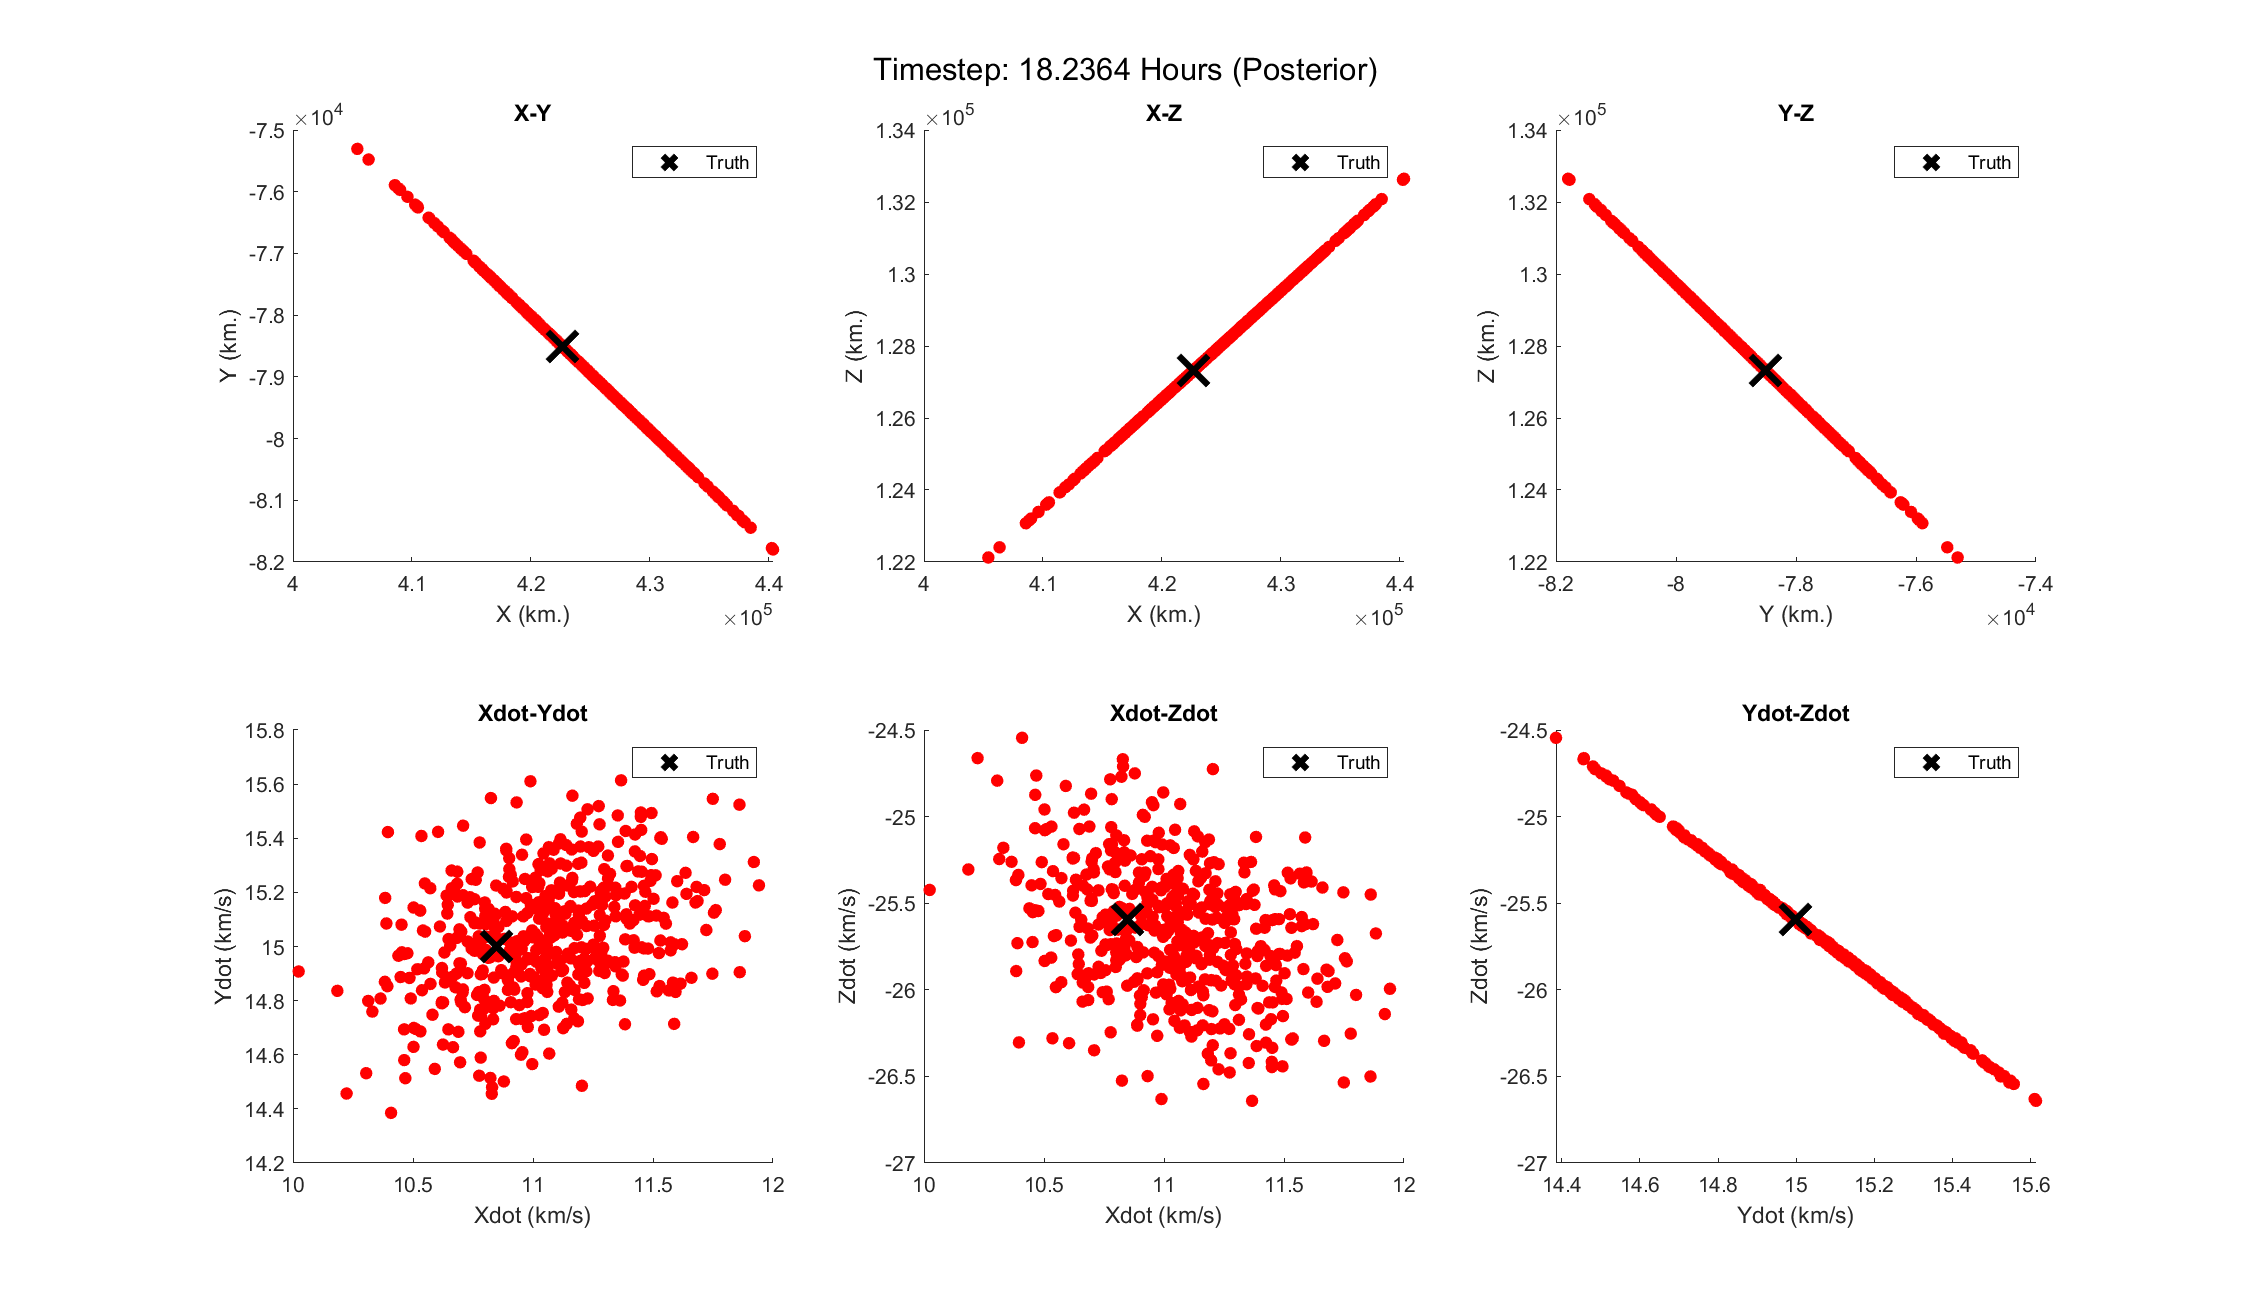 Timestep: 18.2364 Hours (Posterior)
X-Y
×10^4
-7.5
-7.6
-7.7
-7.8
-7.9
-8
-8.1
-8.2
Y (km.)
Truth
4 4.1 4.2 4.3 4.4
X (km.)
×10^5
X-Z
×10^5
1.34
1.32
1.3
1.28
1.26
1.24
1.22
Z (km.)
Truth
4 4.1 4.2 4.3 4.4
X (km.)
×10^5
Y-Z
×10^5
1.34
1.32
1.3
1.28
1.26
1.24
1.22
Z (km.)
Truth
-8.2 -8 -7.8 -7.6 -7.4
Y (km.)
×10^4
Xdot-Ydot
15.8
15.6
15.4
15.2
15
14.8
14.6
14.4
14.2
Ydot (km/s)
Truth
10 10.5 11 11.5 12
Xdot (km/s)
Xdot-Zdot
-24.5
-25
-25.5
-26
-26.5
-27
Zdot (km/s)
Truth
10 10.5 11 11.5 12
Xdot (km/s)
Ydot-Zdot
-24.5
-25
-25.5
-26
-26.5
-27
Zdot (km/s)
Truth
14.4 14.6 14.8 15 15.2 15.4 15.6
Ydot (km/s)